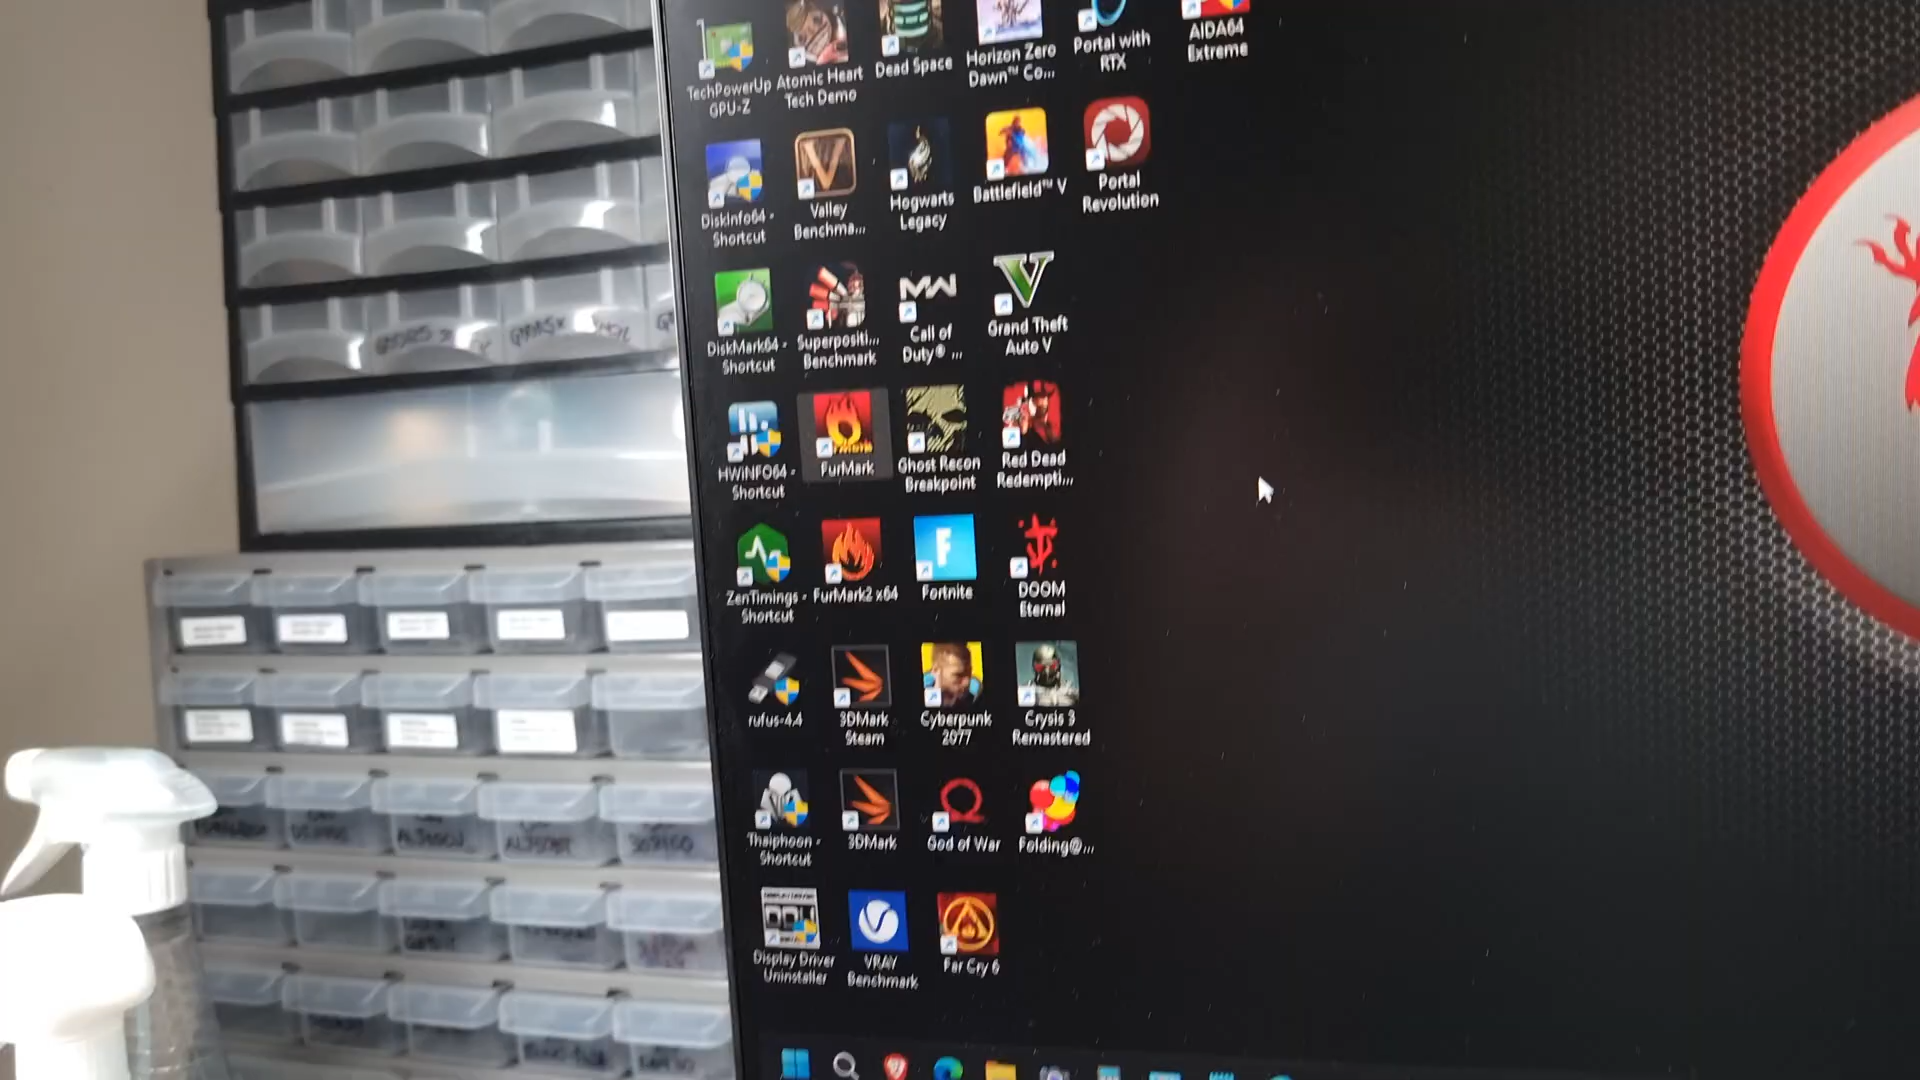 TechPowerUp
GPU-Z
Atomic Heart
Tech Demo
Dead Space
Horizon Zero
Dawn™ Co...
Portal with
RTX
AIDA64
Extreme
DiskInfo64 -
Shortcut
Valley
Benchma...
Hogwarts
Legacy
Battlefield™ V
Portal
Revolution
DiskMark64 -
Shortcut
Superpositi...
Benchmark
Call of
Duty® ...
Grand Theft
Auto V
HWiNFO64 -
Shortcut
FurMark
Ghost Recon
Breakpoint
Red Dead
Redempti...
ZenTimings -
Shortcut
FurMark2 x64
Fortnite
DOOM
Eternal
rufus-4.4
3DMark
Steam
Cyberpunk
2077
Crysis 3
Remastered
Thaiphoon -
Shortcut
3DMark
God of War
Folding@...
Display Driver
Uninstaller
VRAY
Benchmark
Far Cry 6